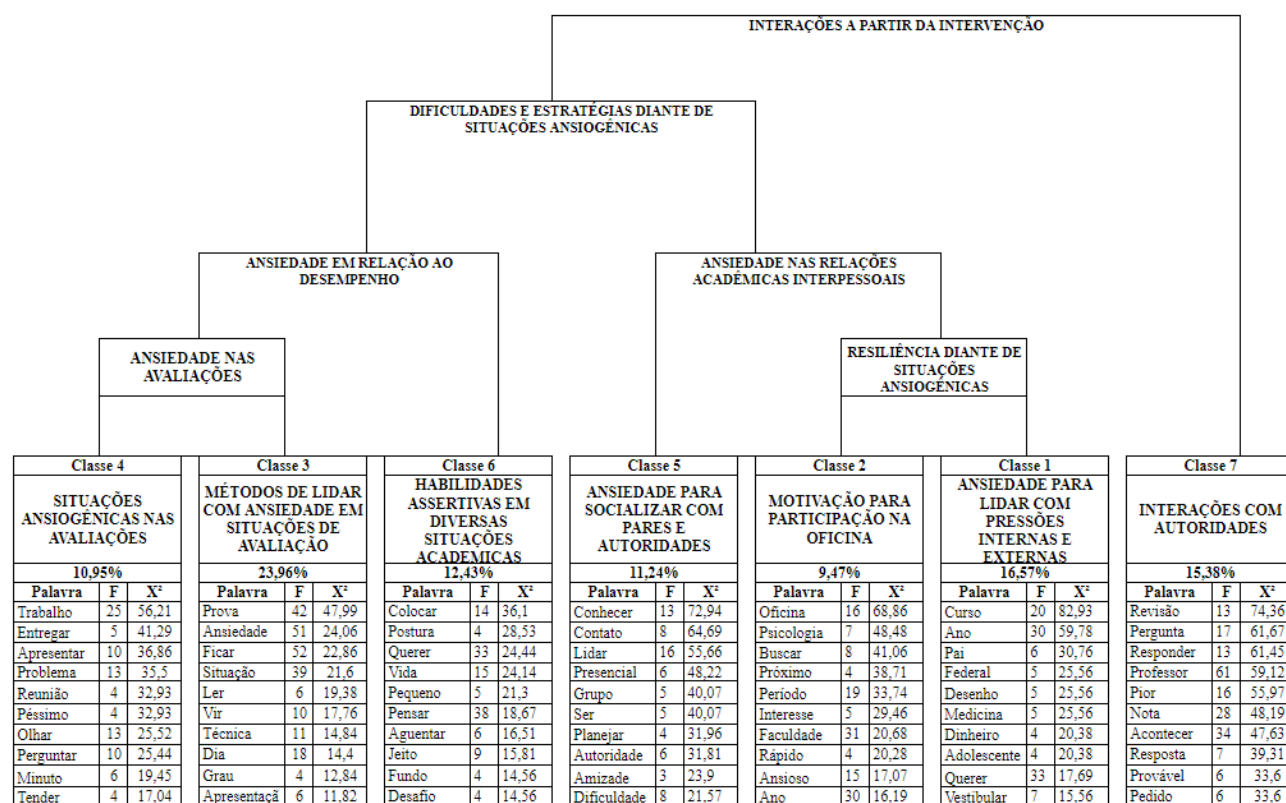 INTERAÇÕES A PARTIR DA INTERVENÇÃO
DIFICULDADES E ESTRATÉGIAS DIANTE DE
SITUAÇÕES ANSIOGÊNICAS
ANSIEDADE EM RELAÇÃO AO
DESEMPENHO
ANSIEDADE NAS RELAÇÕES
ACADÊMICAS INTERPESSOAIS
ANSIEDADE NAS
AVALIAÇÕES
RESILIÊNCIA DIANTE DE
SITUAÇÕES
ANSIOGÊNICAS
Classe 4
SITUAÇÕES
ANSIOGÊNICAS NAS
AVALIAÇÕES
10,95%
Palavra F X²
Trabalho 25 56,21
Entregar 5 41,29
Apresentar 10 36,86
Problema 13 35,5
Reunião 4 32,93
Péssimo 4 32,93
Olhar 13 25,52
Perguntar 10 25,44
Minuto 6 19,45
Tender 4 17,04
Classe 3
MÉTODOS DE LIDAR
COM ANSIEDADE EM
SITUAÇÕES DE
AVALIAÇÃO
23,96%
Palavra F X²
Prova 42 47,99
Ansiedade 51 24,06
Ficar 52 22,86
Situação 39 21,6
Ler 6 19,38
Vir 10 17,76
Técnica 11 14,84
Dia 18 14,4
Grau 4 12,84
Apresentaçã 6 11,82
Classe 6
HABILIDADES
ASSERTIVAS EM
DIVERSAS
SITUAÇÕES
ACADEMICAS
12,43%
Palavra F X²
Colocar 14 36,1
Postura 4 28,53
Querer 33 24,44
Vida 15 24,14
Pequeno 5 21,3
Pensar 38 18,67
Aguentar 6 16,51
Jeito 9 15,81
Fundo 4 14,56
Desafio 4 14,56
Classe 5
ANSIEDADE PARA
SOCIALIZAR COM
PARES E
AUTORIDADES
11,24%
Palavra F X²
Conhecer 13 72,94
Contato 8 64,69
Lidar 16 55,66
Presencial 6 48,22
Grupo 5 40,07
Ser 5 40,07
Planejar 4 31,96
Autoridade 6 31,81
Amizade 3 23,9
Dificuldade 8 21,57
Classe 2
MOTIVAÇÃO PARA
PARTICIPAÇÃO NA
OFICINA
9,47%
Palavra F X²
Oficina 16 68,86
Psicologia 7 48,48
Buscar 8 41,06
Próximo 4 38,71
Período 19 33,74
Interesse 5 29,46
Faculdade 31 20,68
Rápido 4 20,28
Ansioso 15 17,07
Ano 30 16,19
Classe 1
ANSIEDADE PARA
LIDAR COM
PRESSÕES
INTERNAS E
EXTERNAS
16,57%
Palavra F X²
Curso 20 82,93
Ano 30 59,78
Pai 6 30,76
Federal 5 25,56
Desenho 5 25,56
Medicina 5 25,56
Dinheiro 4 20,38
Adolescente 4 20,38
Querer 33 17,69
Vestibular 7 15,56
Classe 7
INTERAÇÕES COM
AUTORIDADES
15,38%
Palavra F X²
Revisão 13 74,36
Pergunta 17 61,67
Responder 13 61,45
Professor 61 59,12
Pior 16 55,97
Nota 28 48,19
Acontecer 34 47,63
Resposta 7 39,31
Provável 6 33,6
Pedido 6 33,6